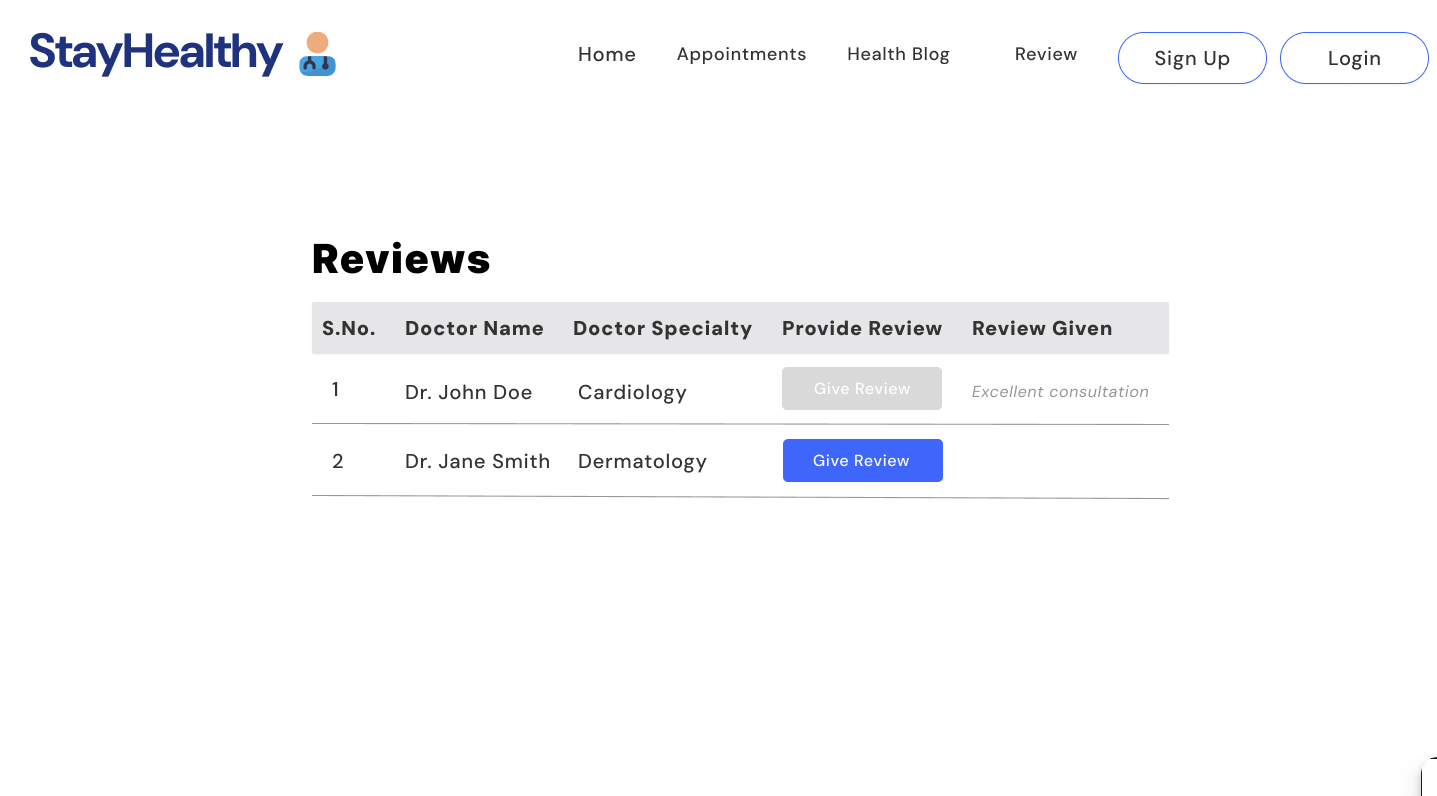 StayHealthy
Home Appointments Health Blog Review Sign Up Login
Reviews
S.No. Doctor Name Doctor Specialty Provide Review Review Given
1 Dr. John Doe Cardiology Give Review Excellent consultation
2 Dr. Jane Smith Dermatology Give Review